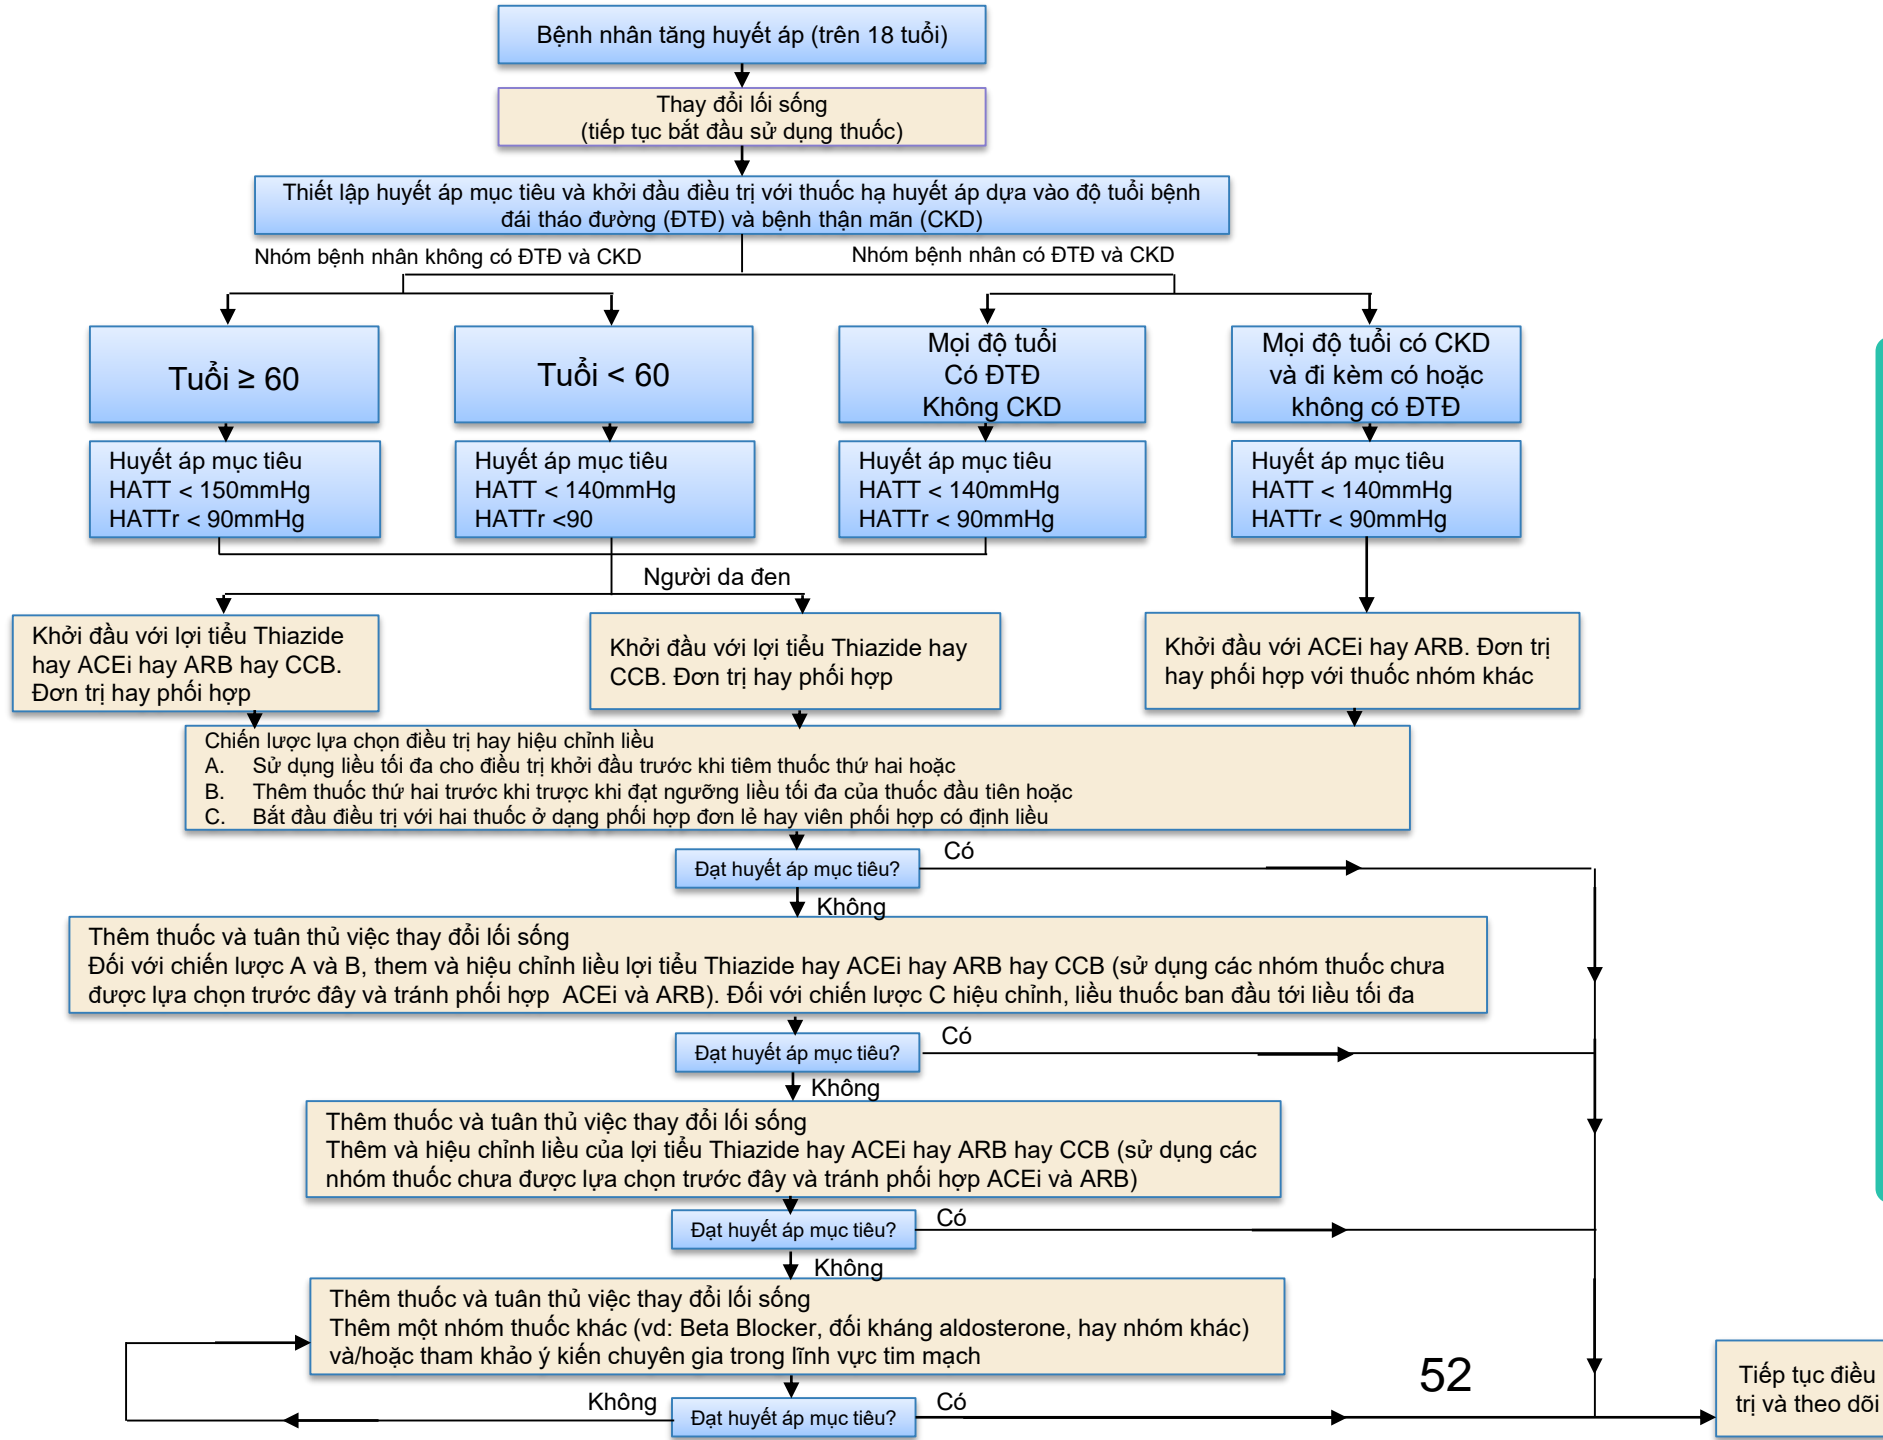 Bệnh nhân tăng huyết áp (trên 18 tuổi)
Thay đổi lối sống
(tiếp tục bắt đầu sử dụng thuốc)
Thiết lập huyết áp mục tiêu và khởi đầu điều trị với thuốc hạ huyết áp dựa vào độ tuổi bệnh
đái tháo đường (ĐTĐ) và bệnh thận mãn (CKD)
Nhóm bệnh nhân không có ĐTĐ và CKD
Nhóm bệnh nhân có ĐTĐ và CKD
Tuổi ≥ 60
Tuổi < 60
Mọi độ tuổi
Có ĐTĐ
Không CKD
Mọi độ tuổi có CKD
và đi kèm có hoặc
không có ĐTĐ
Huyết áp mục tiêu
HATT < 150mmHg
HATTr < 90mmHg
Huyết áp mục tiêu
HATT < 140mmHg
HATTr <90
Huyết áp mục tiêu
HATT < 140mmHg
HATTr < 90mmHg
Huyết áp mục tiêu
HATT < 140mmHg
HATTr < 90mmHg
Người da đen
Khởi đầu với lợi tiểu Thiazide
hay ACEi hay ARB hay CCB.
Đơn trị hay phối hợp
Khởi đầu với lợi tiểu Thiazide hay
CCB. Đơn trị hay phối hợp
Khởi đầu với ACEi hay ARB. Đơn trị
hay phối hợp với thuốc nhóm khác
Chiến lược lựa chọn điều trị hay hiệu chỉnh liều
A. Sử dụng liều tối đa cho điều trị khởi đầu trước khi tiêm thuốc thứ hai hoặc
B. Thêm thuốc thứ hai trước khi trược khi đạt ngưỡng liều tối đa của thuốc đầu tiên hoặc
C. Bắt đầu điều trị với hai thuốc ở dạng phối hợp đơn lẻ hay viên phối hợp có định liều
Đạt huyết áp mục tiêu?
Có
Không
Thêm thuốc và tuân thủ việc thay đổi lối sống
Đối với chiến lược A và B, them và hiệu chỉnh liều lợi tiểu Thiazide hay ACEi hay ARB hay CCB (sử dụng các nhóm thuốc chưa
được lựa chọn trước đây và tránh phối hợp ACEi và ARB). Đối với chiến lược C hiệu chỉnh, liều thuốc ban đầu tới liều tối đa
Đạt huyết áp mục tiêu?
Có
Không
Thêm thuốc và tuân thủ việc thay đổi lối sống
Thêm và hiệu chỉnh liều của lợi tiểu Thiazide hay ACEi hay ARB hay CCB (sử dụng các
nhóm thuốc chưa được lựa chọn trước đây và tránh phối hợp ACEi và ARB)
Đạt huyết áp mục tiêu?
Có
Không
Thêm thuốc và tuân thủ việc thay đổi lối sống
Thêm một nhóm thuốc khác (vd: Beta Blocker, đối kháng aldosterone, hay nhóm khác)
và/hoặc tham khảo ý kiến chuyên gia trong lĩnh vực tim mạch
Không
Đạt huyết áp mục tiêu?
Có
52
Tiếp tục điều
trị và theo dõi